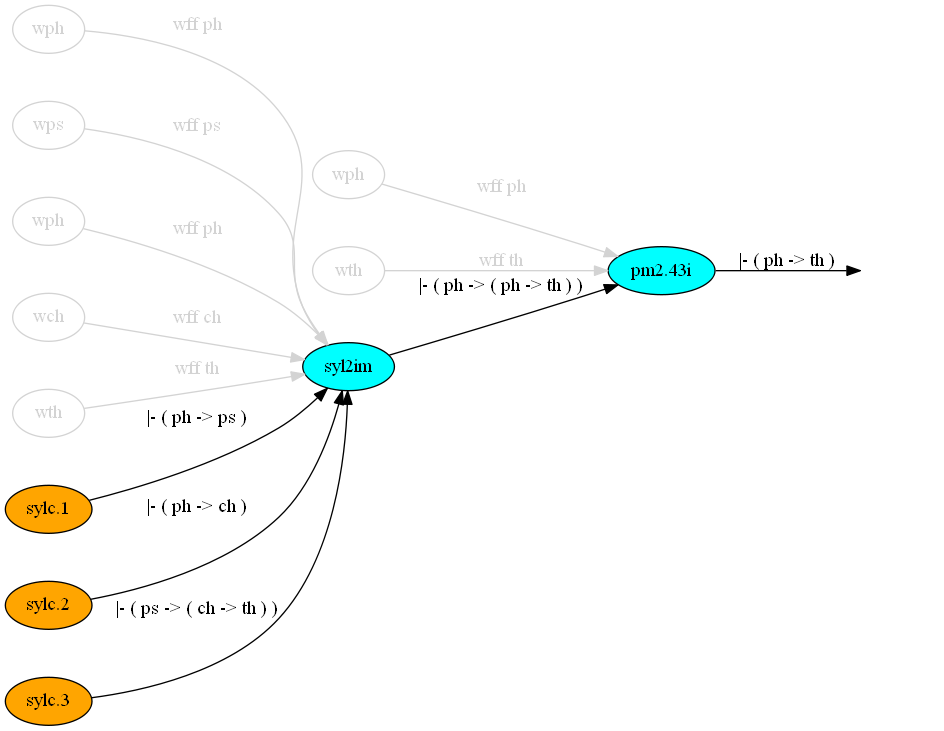 wph
wff ph
wps
wff ps
wph
wff ph
wph
wff ph
wch
wff ch
wth
wff th
wth
wff th
|- ( ph -> ( ph -> th ) )
pm2.43i
|- ( ph -> th )
syl2im
|- ( ph -> ps )
sylc.1
|- ( ph -> ch )
sylc.2
|- ( ps -> ( ch -> th ) )
sylc.3